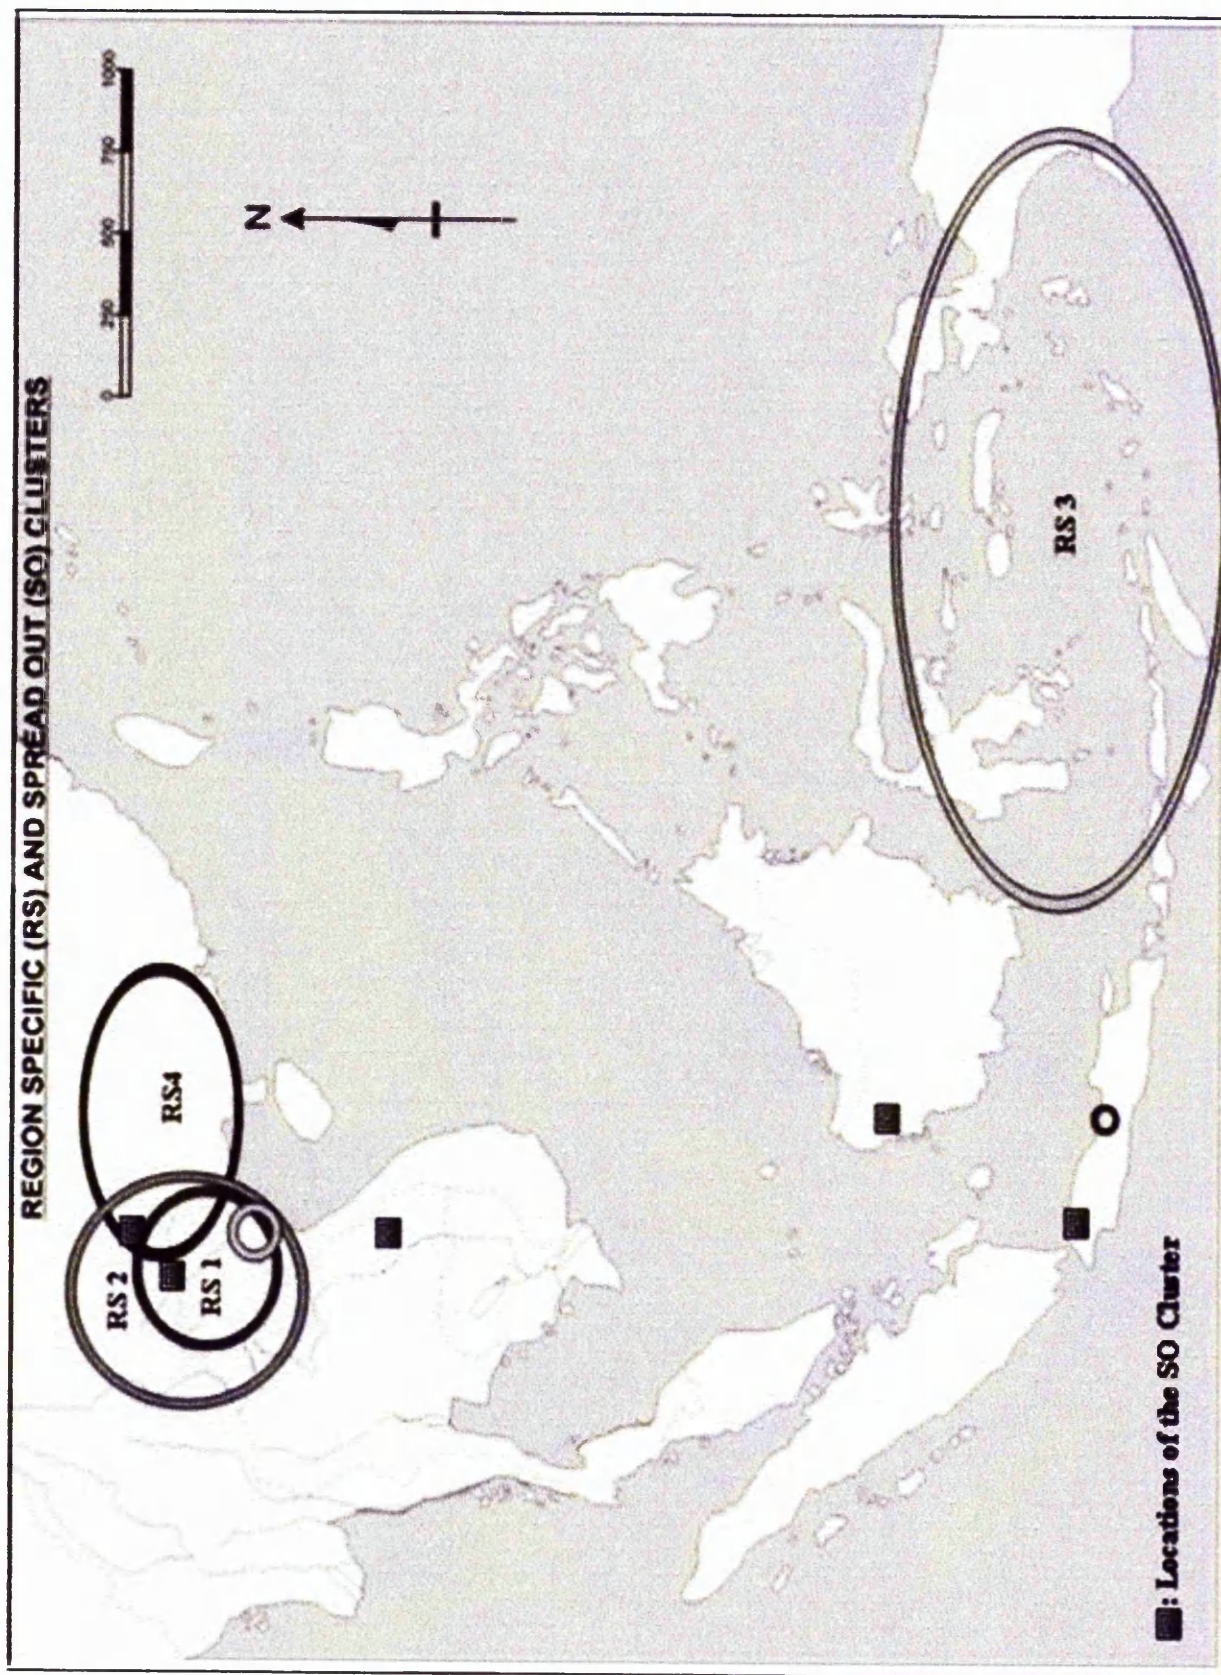 REGION SPECIFIC (RS) AND SPREAD OUT (SO) CLUSTERS
0 250 500 750 1000
N
RS 2
RS4
RS 1
RS 3
: Locations of the SO Cluster